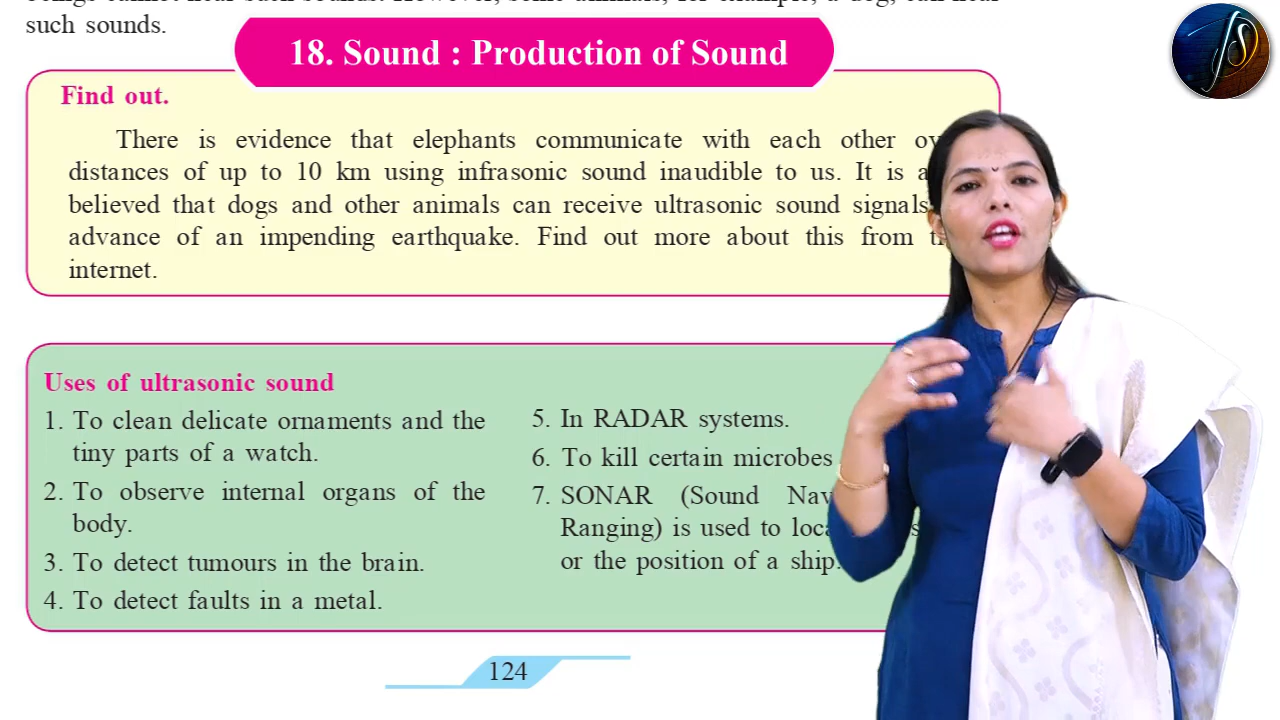 such sounds.
18. Sound : Production of Sound
Find out.
There is evidence that elephants communicate with each other
distances of up to 10 km using infrasonic sound inaudible to us. It is
believed that dogs and other animals can receive ultrasonic sound signals
advance of an impending earthquake. Find out more about this from
internet.
Uses of ultrasonic sound
1. To clean delicate ornaments and the
tiny parts of a watch.
2. To observe internal organs of the
body.
3. To detect tumours in the brain.
4. To detect faults in a metal.
5. In RADAR systems.
6. To kill certain microbes
7. SONAR (Sound
Ranging) is used to
or the position of a ship.
124